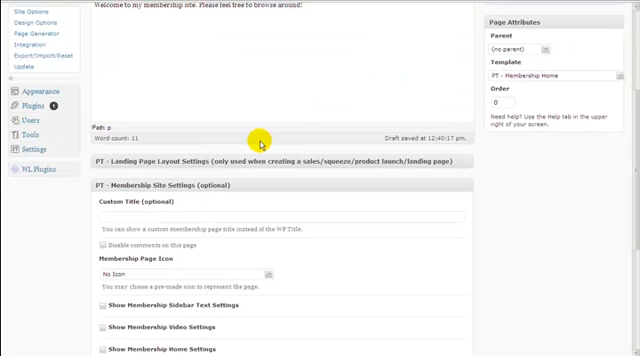 Site Options
Design Options
Page Generator
Integration
Export/Import/Reset
Update
Appearance
Plugins 1
Users
Tools
Settings
WL Plugins
Welcome to my membership site. Please feel free to browse around!
Path: p
Word count: 11
Draft saved at 12:40:17 pm.
PT - Landing Page Layout Settings (only used when creating a sales/squeeze/product launch/landing page)
PT - Membership Site Settings (optional)
Custom Title (optional)
You can show a custom membership page title instead of the WP Title.
Disable comments on this page
Membership Page Icon
No Icon
You may choose a pre-made icon to represent the page.
Show Membership Sidebar Text Settings
Show Membership Video Settings
Show Membership Home Settings
Page Attributes
Parent
(no parent)
Template
PT - Membership Home
Order
0
Need help? Use the Help tab in the upper
right of your screen.